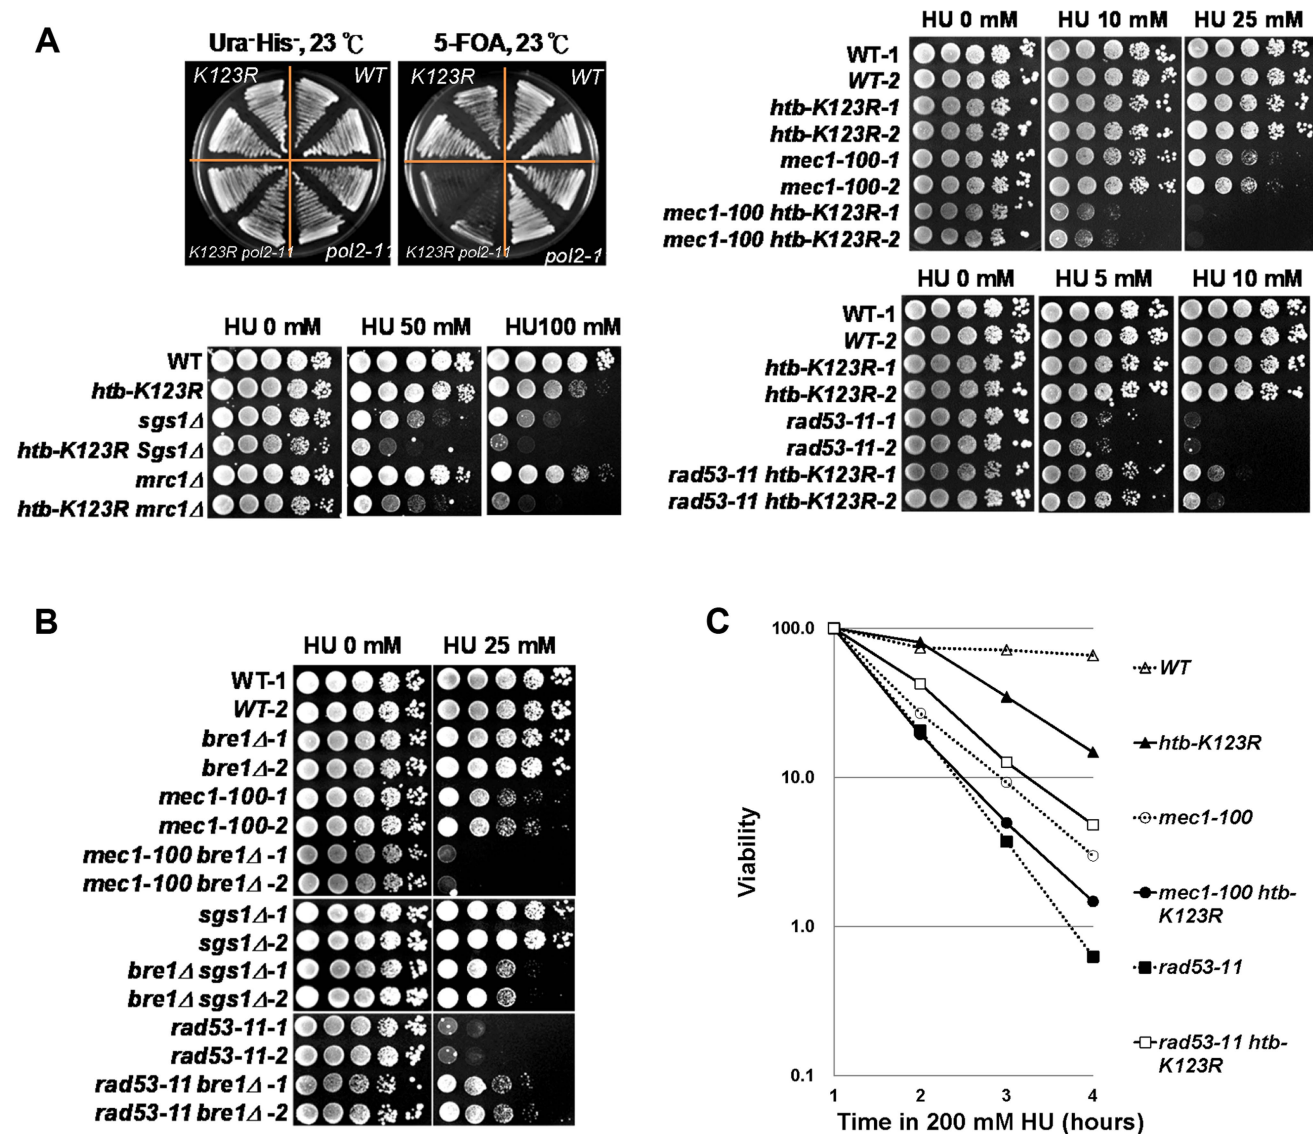 A
Ura⁻His⁻, 23 ℃
5-FOA, 23 ℃
K123R
WT
K123R
WT
K123R pol2-11
pol2-11
K123R pol2-11
pol2-1
HU 0 mM
HU 50 mM
HU100 mM
WT
htb-K123R
sgs1Δ
htb-K123R Sgs1Δ
mrc1Δ
htb-K123R mrc1Δ
HU 0 mM
HU 10 mM
HU 25 mM
WT-1
WT-2
htb-K123R-1
htb-K123R-2
mec1-100-1
mec1-100-2
mec1-100 htb-K123R-1
mec1-100 htb-K123R-2
HU 0 mM
HU 5 mM
HU 10 mM
WT-1
WT-2
htb-K123R-1
htb-K123R-2
rad53-11-1
rad53-11-2
rad53-11 htb-K123R-1
rad53-11 htb-K123R-2
B
HU 0 mM
HU 25 mM
WT-1
WT-2
bre1Δ-1
bre1Δ-2
mec1-100-1
mec1-100-2
mec1-100 bre1Δ -1
mec1-100 bre1Δ -2
sgs1Δ-1
sgs1Δ-2
bre1Δ sgs1Δ-1
bre1Δ sgs1Δ-2
rad53-11-1
rad53-11-2
rad53-11 bre1Δ -1
rad53-11 bre1Δ -2
C
100.0
10.0
1.0
0.1
Viability
1
2
3
4
Time in 200 mM HU (hours)
WT
htb-K123R
mec1-100
mec1-100 htb-
K123R
rad53-11
rad53-11 htb-
K123R